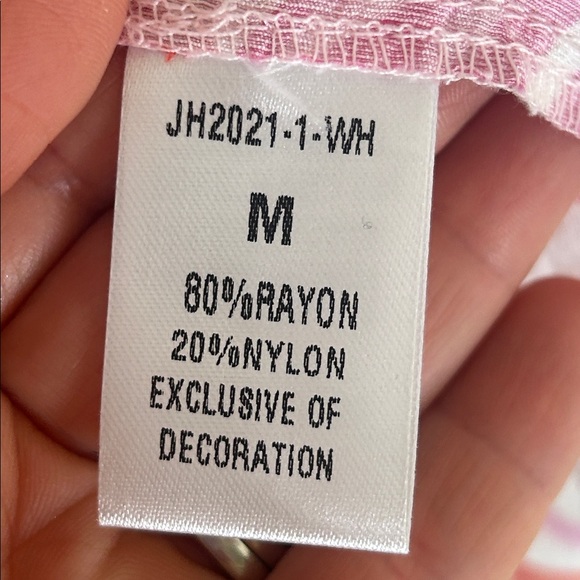 JH2021-1-WH
M
80%RAYON
20%NYLON
EXCLUSIVE OF
DECORATION